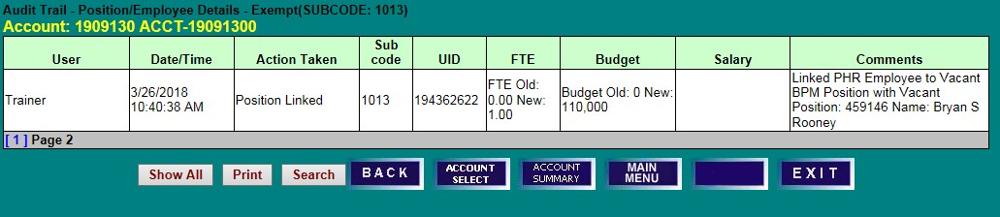 Audit Trail - Position/Employee Details - Exempt(SUBCODE: 1013)
Account: 1909130 ACCT-19091300
User Date/Time Action Taken Sub code UID FTE Budget Salary Comments
Trainer
3/26/2018
10:40:38 AM
Position Linked
1013
194362622
FTE Old:
0.00 New:
1.00
Budget Old: 0 New:
110,000
Linked PHR Employee to Vacant
BPM Position with Vacant
Position: 459146 Name: Bryan S
Rooney
[ 1 ] Page 2
Show All Print Search BACK ACCOUNT SELECT ACCOUNT SUMMARY MAIN MENU EXIT